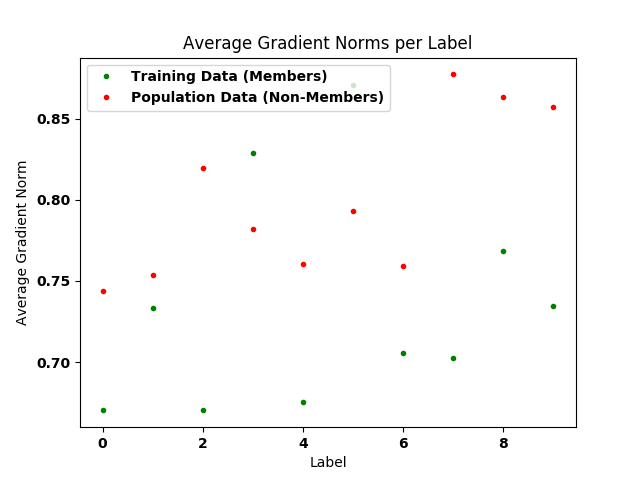 Average Gradient Norms per Label
Training Data (Members)
Population Data (Non-Members)
0.85
0.80
0.75
0.70
Average Gradient Norm
0 2 4 6 8
Label